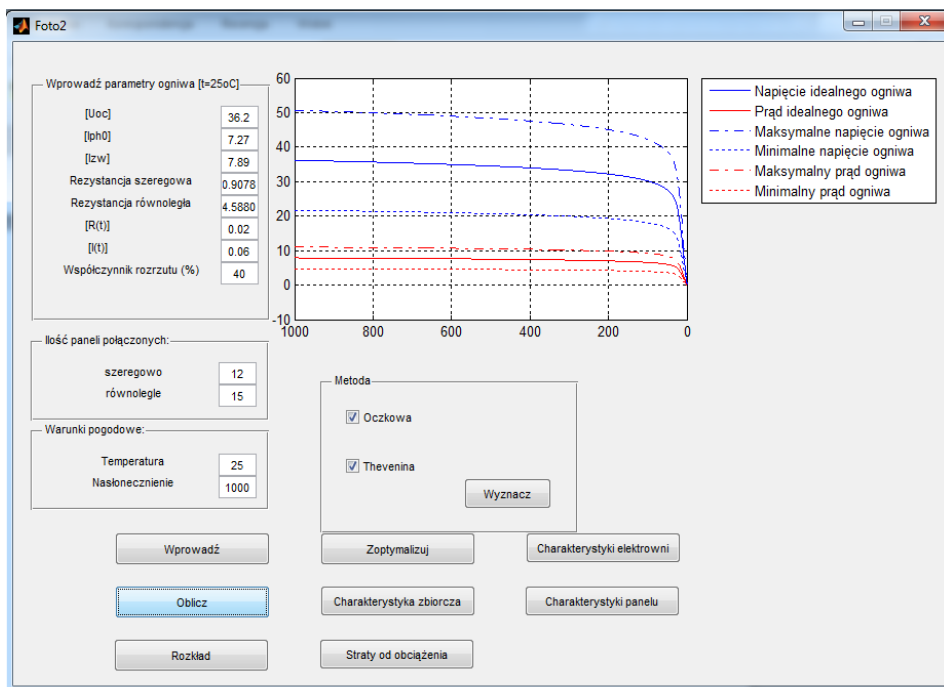 Foto2
Wprowadź parametry ogniwa [t=25oC]
[Uoc] 36.2
[Iph0] 7.27
[Izw] 7.89
Rezystancja szeregowa 0.9078
Rezystancja równoległa 4.5880
[R(t)] 0.02
[I(t)] 0.06
Współczynnik rozrzutu (%) 40
Ilość paneli połączonych:
szeregowo 12
równolegle 15
Warunki pogodowe:
Temperatura 25
Nasłonecznienie 1000
60
50
40
30
20
10
0
-10
1000 800 600 400 200 0
Napięcie idealnego ogniwa
Prąd idealnego ogniwa
Maksymalne napięcie ogniwa
Minimalne napięcie ogniwa
Maksymalny prąd ogniwa
Minimalny prąd ogniwa
Metoda
Oczkowa
Thevenina
Wyznacz
Wprowadź Zoptymalizuj Charakterystyki elektrowni
Oblicz Charakterystyka zbiorcza Charakterystyki panelu
Rozkład Straty od obciążenia